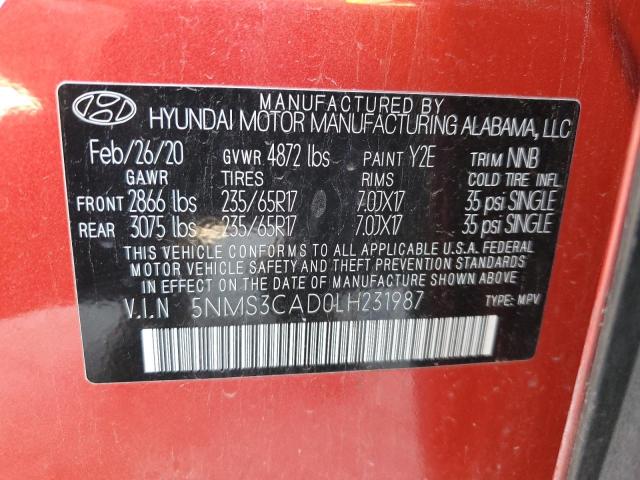 MANUFACTURED BY
HYUNDAI MOTOR MANUFACTURING ALABAMA, LLC
Feb/26/20 GVWR 4872 lbs PAINT Y2E TRIM NNB
GAWR TIRES RIMS COLD TIRE INFL
FRONT 2866 lbs 235/65R17 7.0JX17 35 psi SINGLE
REAR 3075 lbs 235/65R17 7.0JX17 35 psi SINGLE
THIS VEHICLE CONFORMS TO ALL APPLICABLE U.S.A. FEDERAL
MOTOR VEHICLE SAFETY AND THEFT PREVENTION STANDARDS
IN EFFECT ON THE DATE OF MANUFACTURE SHOWN ABOVE.
V.I.N 5NMS3CAD0LH231987 TYPE: MPV